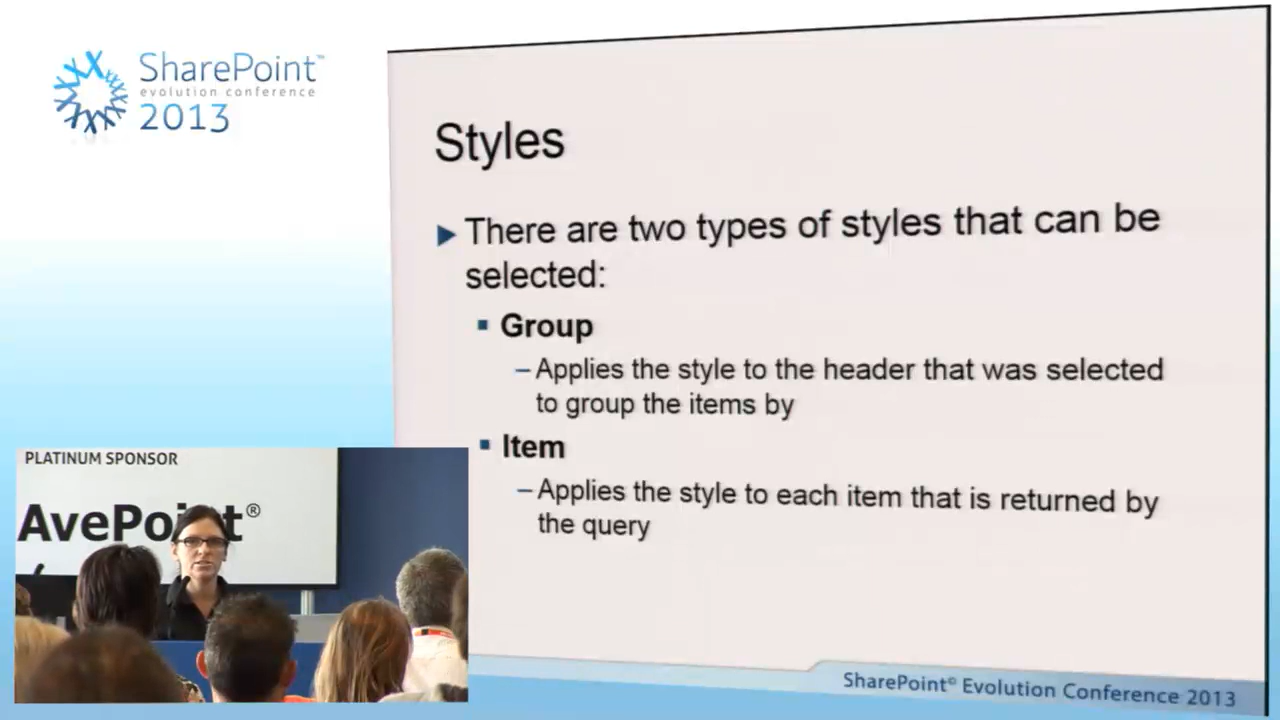 SharePoint™
evolution conference
2013
Styles
There are two types of styles that can be
selected:
Group
–Applies the style to the header that was selected
to group the items by
Item
–Applies the style to each item that is returned by
the query
PLATINUM SPONSOR
AvePoint®
SharePoint® Evolution Conference 2013